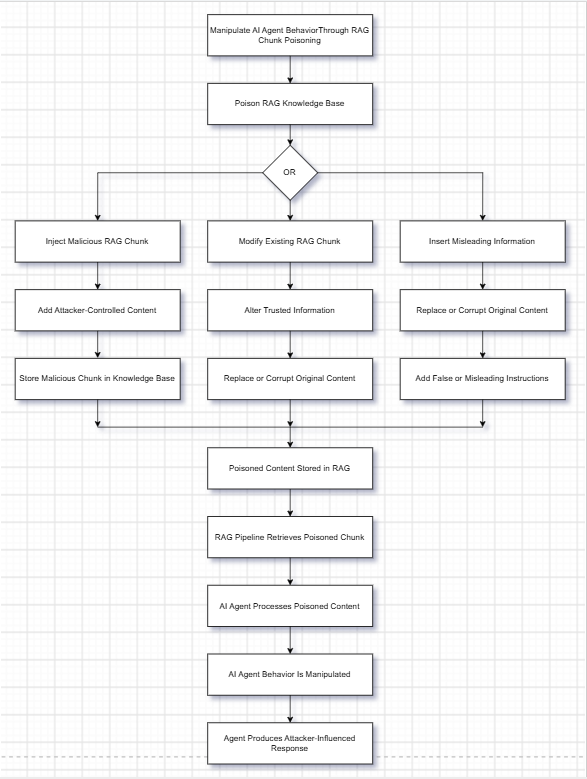 Manipulate AI Agent BehaviorThrough RAG
Chunk Poisoning
Poison RAG Knowledge Base
OR
Inject Malicious RAG Chunk
Modify Existing RAG Chunk
Insert Misleading Information
Add Attacker-Controlled Content
Alter Trusted Information
Replace or Corrupt Original Content
Store Malicious Chunk in Knowledge Base
Replace or Corrupt Original Content
Add False or Misleading Instructions
Poisoned Content Stored in RAG
RAG Pipeline Retrieves Poisoned Chunk
AI Agent Processes Poisoned Content
AI Agent Behavior Is Manipulated
Agent Produces Attacker-Influenced
Response